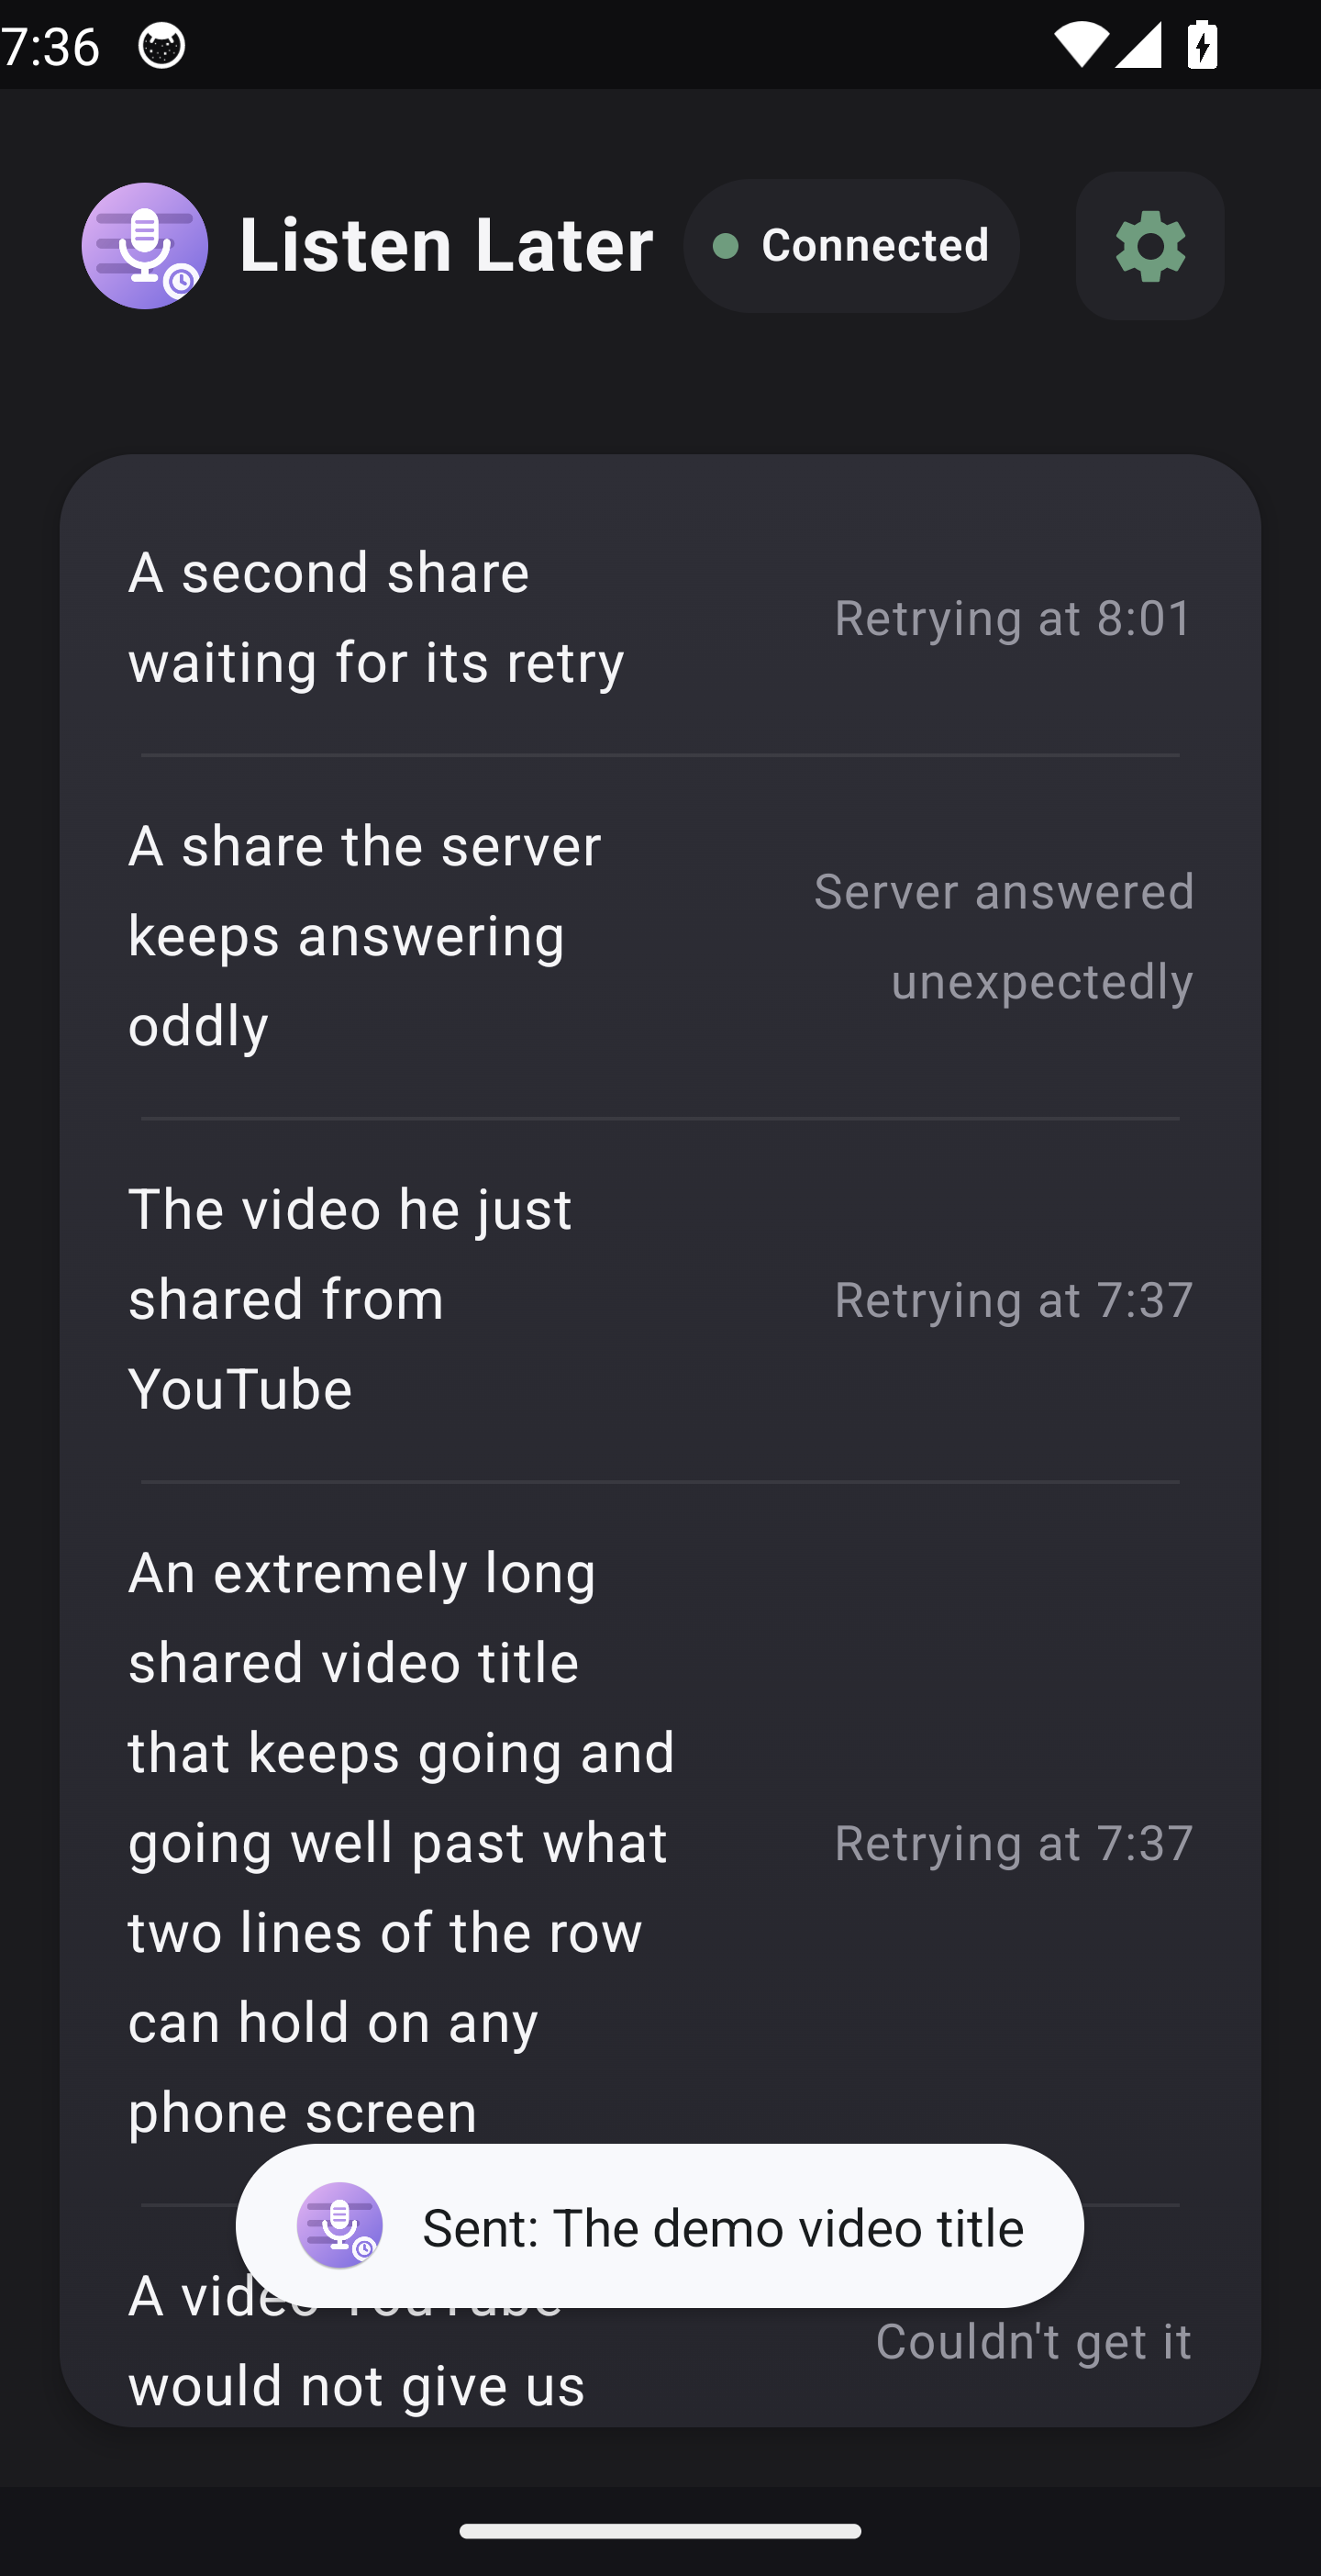 7:36
Listen Later
Connected
A second share
waiting for its retry
Retrying at 8:01
A share the server
keeps answering
oddly
Server answered
unexpectedly
The video he just
shared from
YouTube
Retrying at 7:37
An extremely long
shared video title
that keeps going and
going well past what
two lines of the row
can hold on any
phone screen
Retrying at 7:37
Sent: The demo video title
A video YouTube
would not give us
Couldn't get it